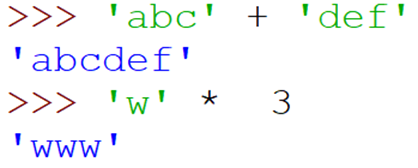 >>> 'abc' + 'def'
'abcdef'
>>> 'w' *  3
'www'